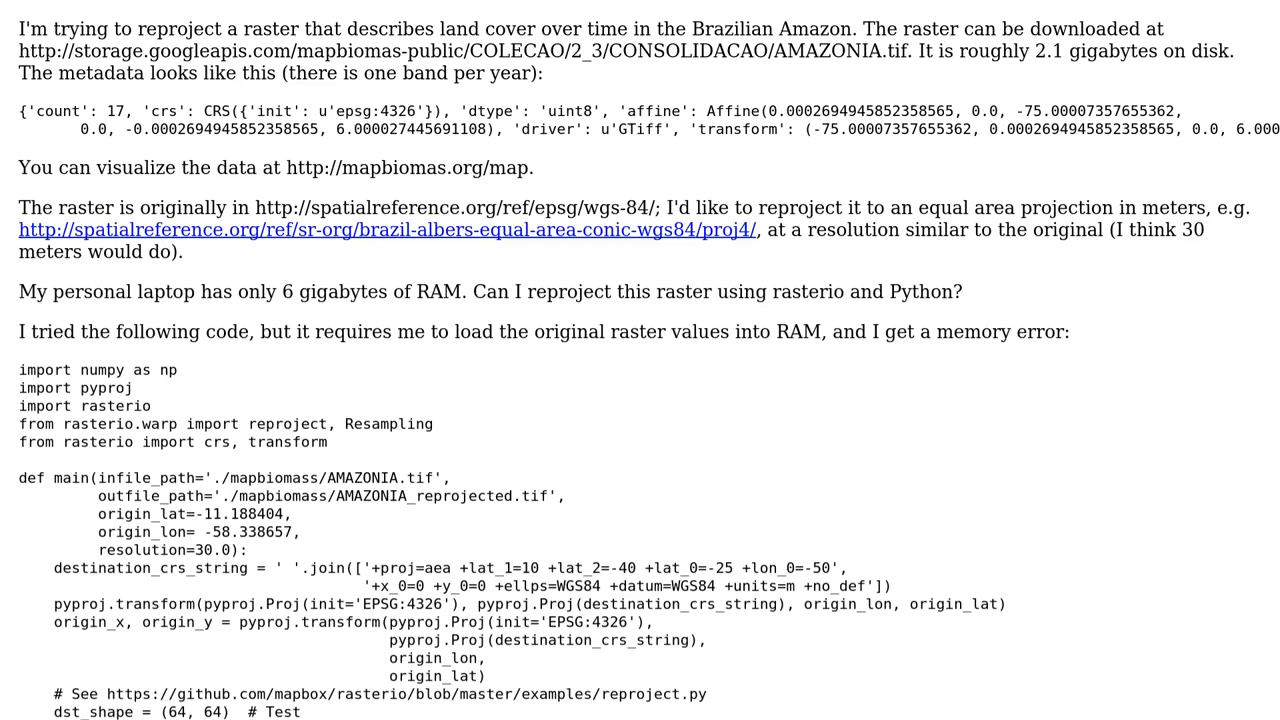 I'm trying to reproject a raster that describes land cover over time in the Brazilian Amazon. The raster can be downloaded at
http://storage.googleapis.com/mapbiomas-public/COLECAO/2_3/CONSOLIDACAO/AMAZONIA.tif. It is roughly 2.1 gigabytes on disk.
The metadata looks like this (there is one band per year):
{'count': 17, 'crs': CRS({'init': u'epsg:4326'}), 'dtype': 'uint8', 'affine': Affine(0.0002694945852358565, 0.0, -75.00007357655362,
0.0, -0.0002694945852358565, 6.000027445691108), 'driver': u'GTiff', 'transform': (-75.00007357655362, 0.0002694945852358565, 0.0, 6.000
You can visualize the data at http://mapbiomas.org/map.
The raster is originally in http://spatialreference.org/ref/epsg/wgs-84/; I'd like to reproject it to an equal area projection in meters, e.g.
http://spatialreference.org/ref/sr-org/brazil-albers-equal-area-conic-wgs84/proj4/, at a resolution similar to the original (I think 30
meters would do).
My personal laptop has only 6 gigabytes of RAM. Can I reproject this raster using rasterio and Python?
I tried the following code, but it requires me to load the original raster values into RAM, and I get a memory error:
import numpy as np
import pyproj
import rasterio
from rasterio.warp import reproject, Resampling
from rasterio import crs, transform
def main(infile_path='./mapbiomass/AMAZONIA.tif',
         outfile_path='./mapbiomass/AMAZONIA_reprojected.tif',
         origin_lat=-11.188404,
         origin_lon= -58.338657,
         resolution=30.0):
    destination_crs_string = ' '.join(['+proj=aea +lat_1=10 +lat_2=-40 +lat_0=-25 +lon_0=-50',
                                       '+x_0=0 +y_0=0 +ellps=WGS84 +datum=WGS84 +units=m +no_def'])
    pyproj.transform(pyproj.Proj(init='EPSG:4326'), pyproj.Proj(destination_crs_string), origin_lon, origin_lat)
    origin_x, origin_y = pyproj.transform(pyproj.Proj(init='EPSG:4326'),
                                          pyproj.Proj(destination_crs_string),
                                          origin_lon,
                                          origin_lat)
    # See https://github.com/mapbox/rasterio/blob/master/examples/reproject.py
    dst_shape = (64, 64)  # Test